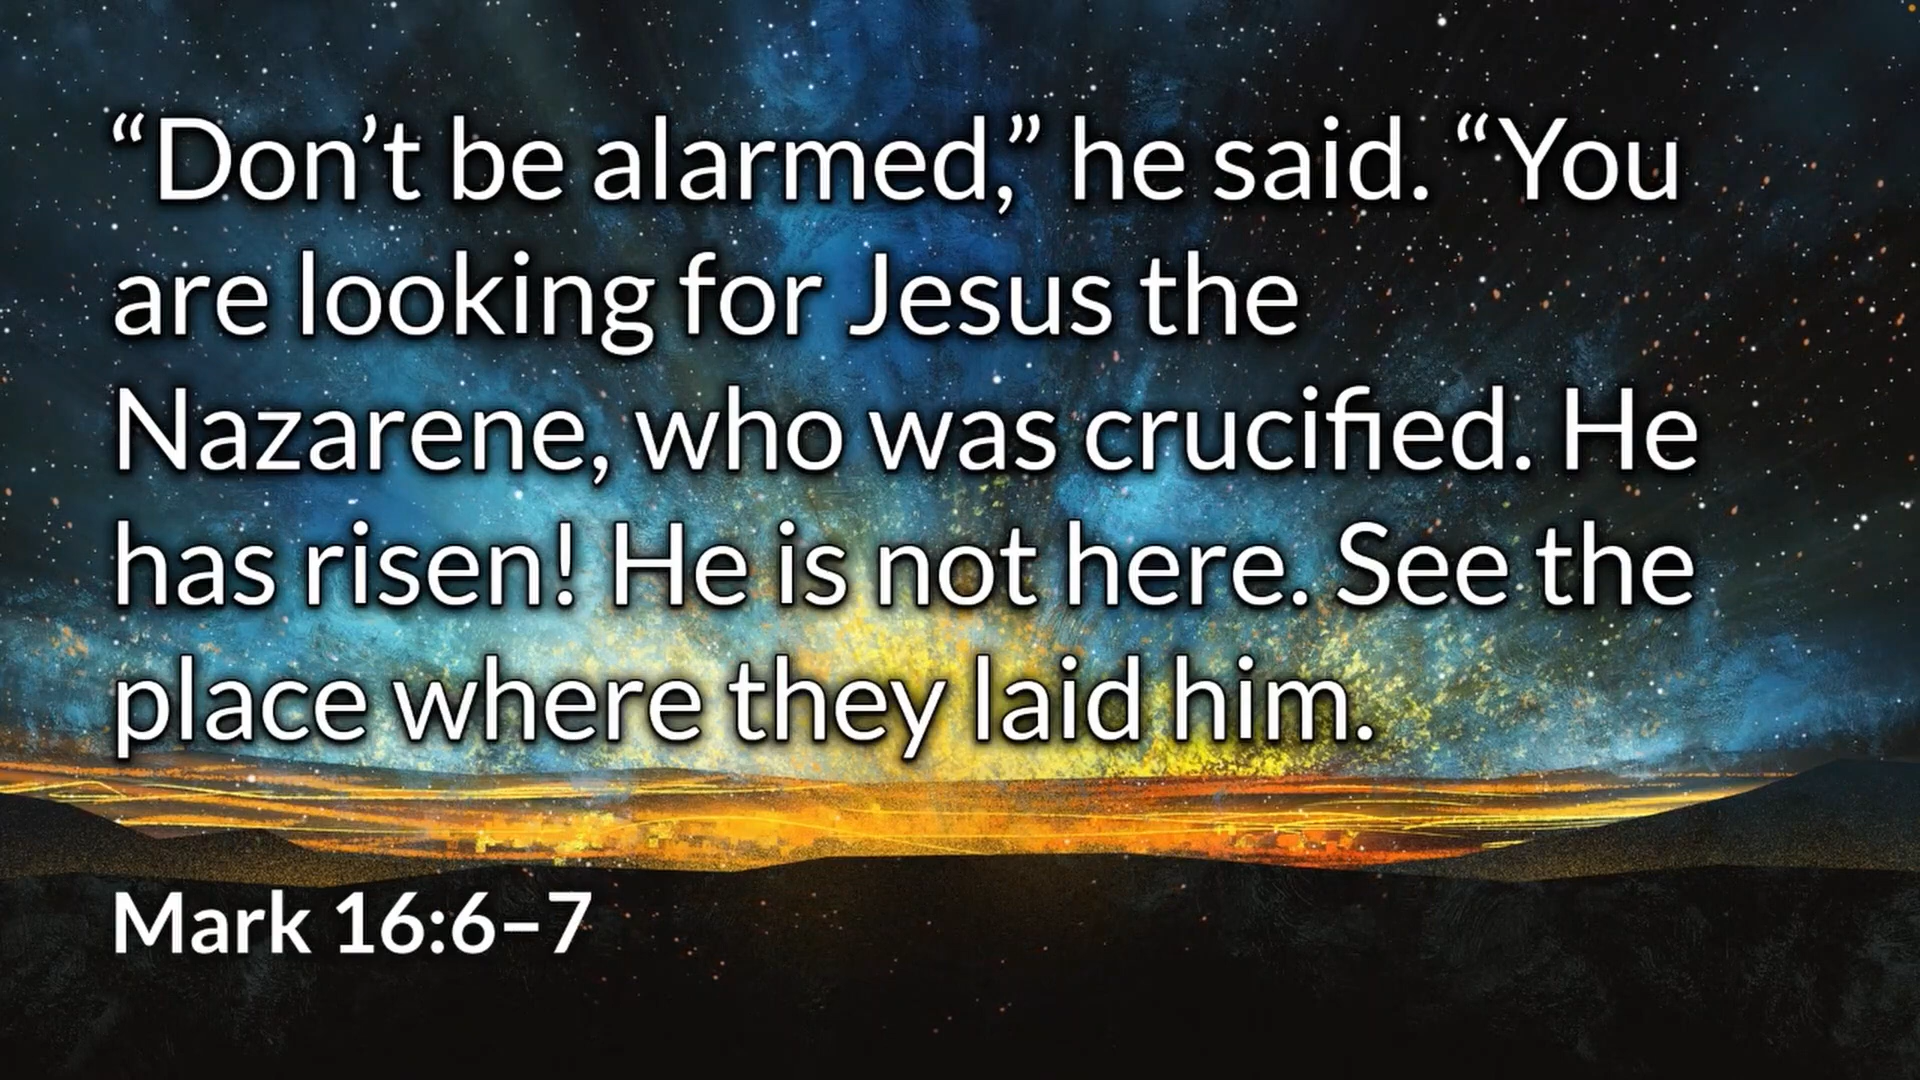 “Don’t be alarmed,” he said. “You
are looking for Jesus the
Nazarene, who was crucified. He
has risen! He is not here. See the
place where they laid him.
Mark 16:6–7